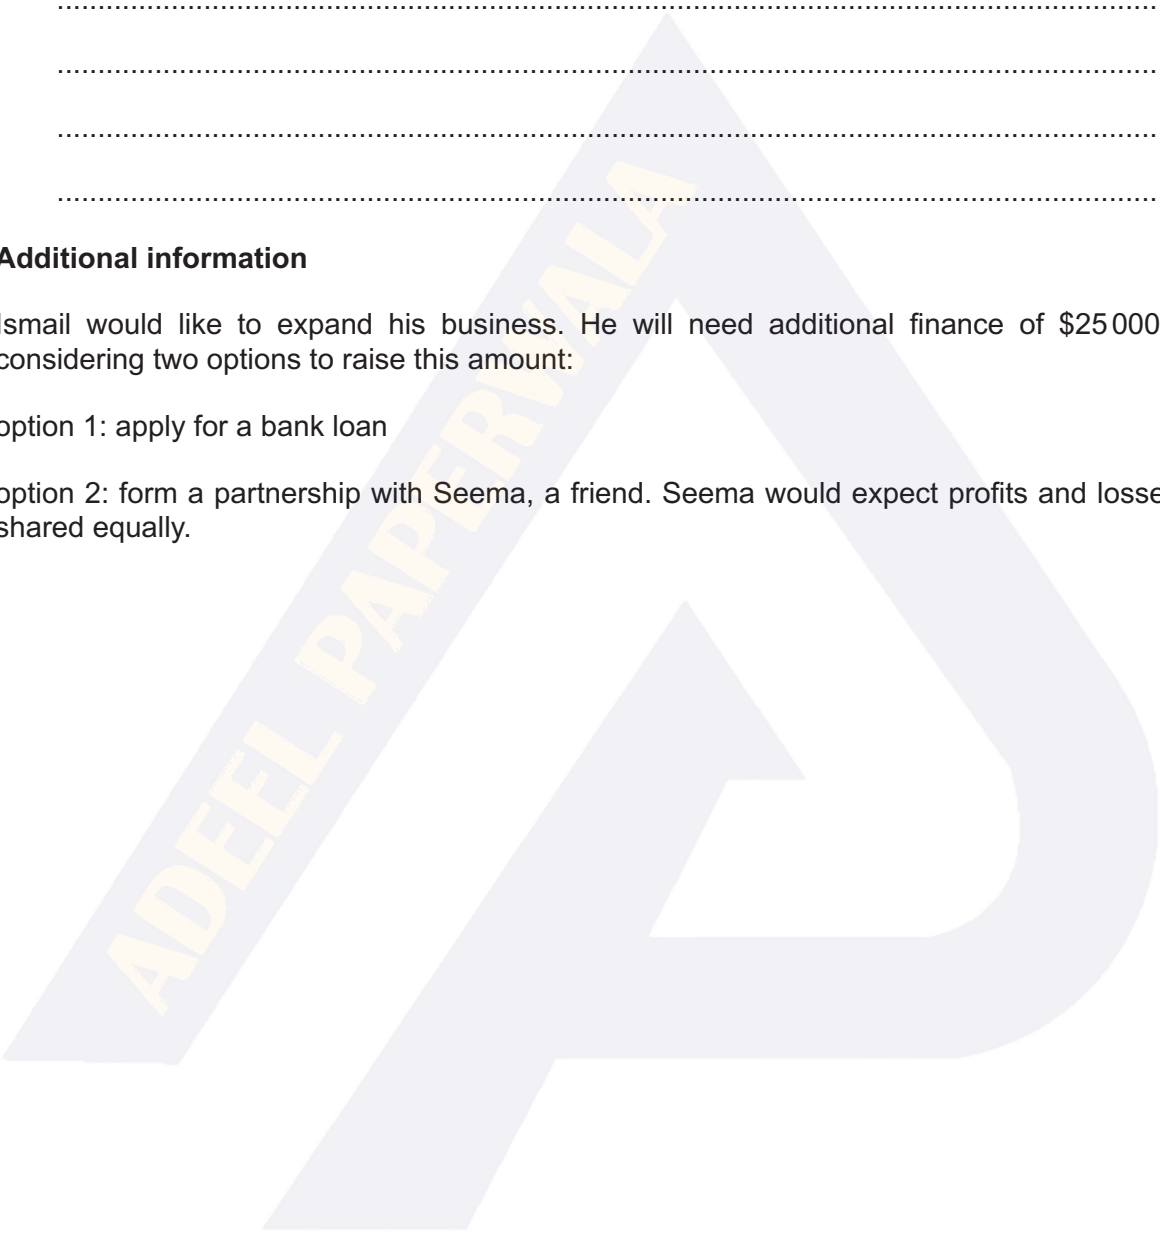 Additional information
Ismail would like to expand his business. He will need additional finance of $25 000
considering two options to raise this amount:
option 1: apply for a bank loan
option 2: form a partnership with Seema, a friend. Seema would expect profits and losse
shared equally.
ADEEL PAPERWALA